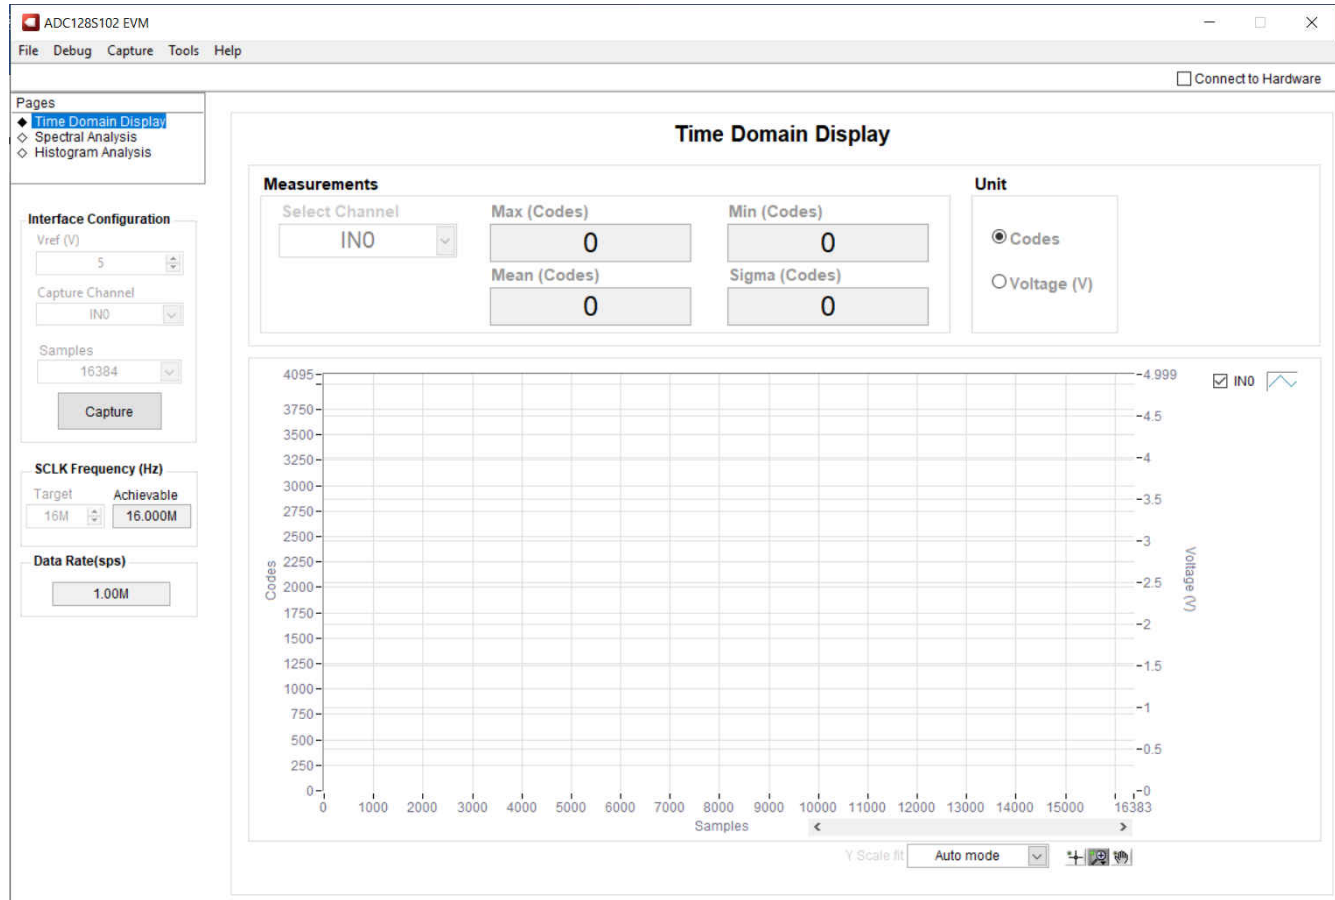 ADC128S102 EVM
File Debug Capture Tools Help
Connect to Hardware
Pages
Time Domain Display
Spectral Analysis
Histogram Analysis
Interface Configuration
Vref (V)
5
Capture Channel
IN0
Samples
16384
Capture
SCLK Frequency (Hz)
Target Achievable
16M 16.000M
Data Rate(sps)
1.00M
Time Domain Display
Measurements
Select Channel Max (Codes) Min (Codes)
IN0 0 0
Mean (Codes) Sigma (Codes)
0 0
Unit
Codes
Voltage (V)
4095
3750
3500
3250
3000
2750
2500
2250
2000
1750
1500
1250
1000
750
500
250
0
Codes
4.999
4.5
4
3.5
3
2.5
2
1.5
1
0.5
0
Voltage (V)
IN0
0 1000 2000 3000 4000 5000 6000 7000 8000 9000 10000 11000 12000 13000 14000 15000 16383
Samples
Y Scale fit Auto mode